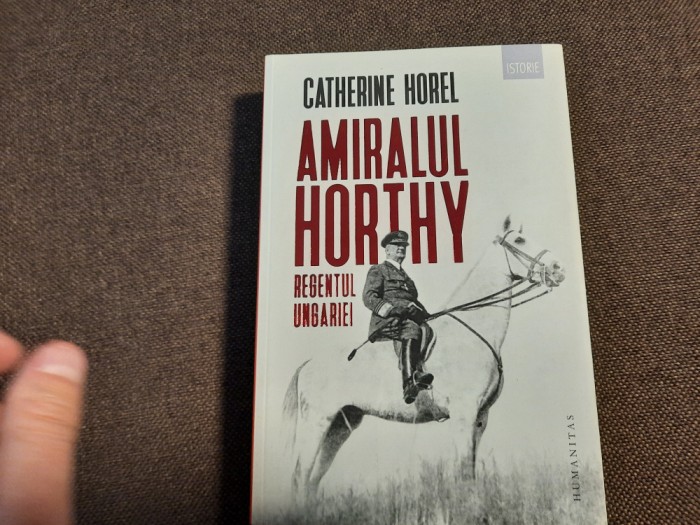 ISTORIE
CATHERINE HOREL
AMIRALUL
HORTHY
REGENTUL
UNGARIEI
HUMANITAS